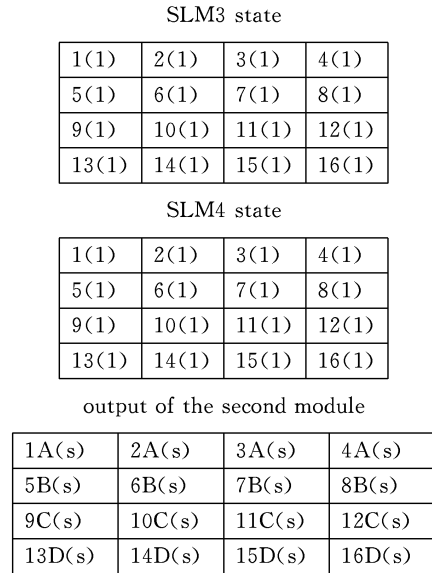 SLM3 state
1(1) 2(1) 3(1) 4(1)
5(1) 6(1) 7(1) 8(1)
9(1) 10(1) 11(1) 12(1)
13(1) 14(1) 15(1) 16(1)
SLM4 state
1(1) 2(1) 3(1) 4(1)
5(1) 6(1) 7(1) 8(1)
9(1) 10(1) 11(1) 12(1)
13(1) 14(1) 15(1) 16(1)
output of the second module
1A(s) 2A(s) 3A(s) 4A(s)
5B(s) 6B(s) 7B(s) 8B(s)
9C(s) 10C(s) 11C(s) 12C(s)
13D(s) 14D(s) 15D(s) 16D(s)